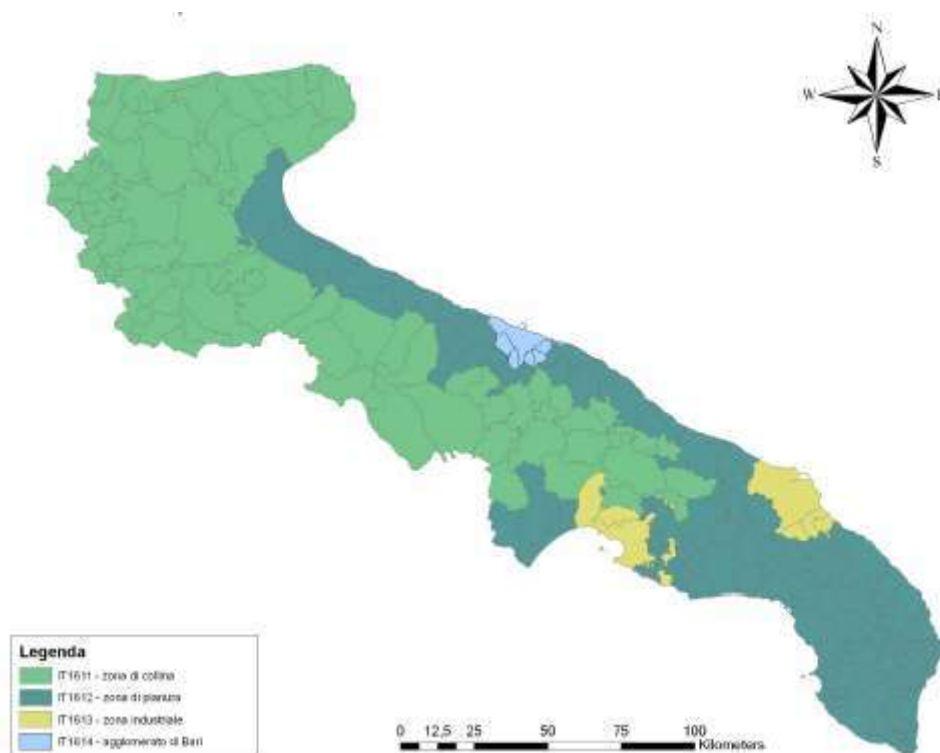 N
W
E
S
Legenda
IT1611 - zona di collina
IT1612 - zona di pianura
IT1613 - zona industriale
IT1614 - agglomerato di Bari
0 12,5 25 50 75 100
Kilometers